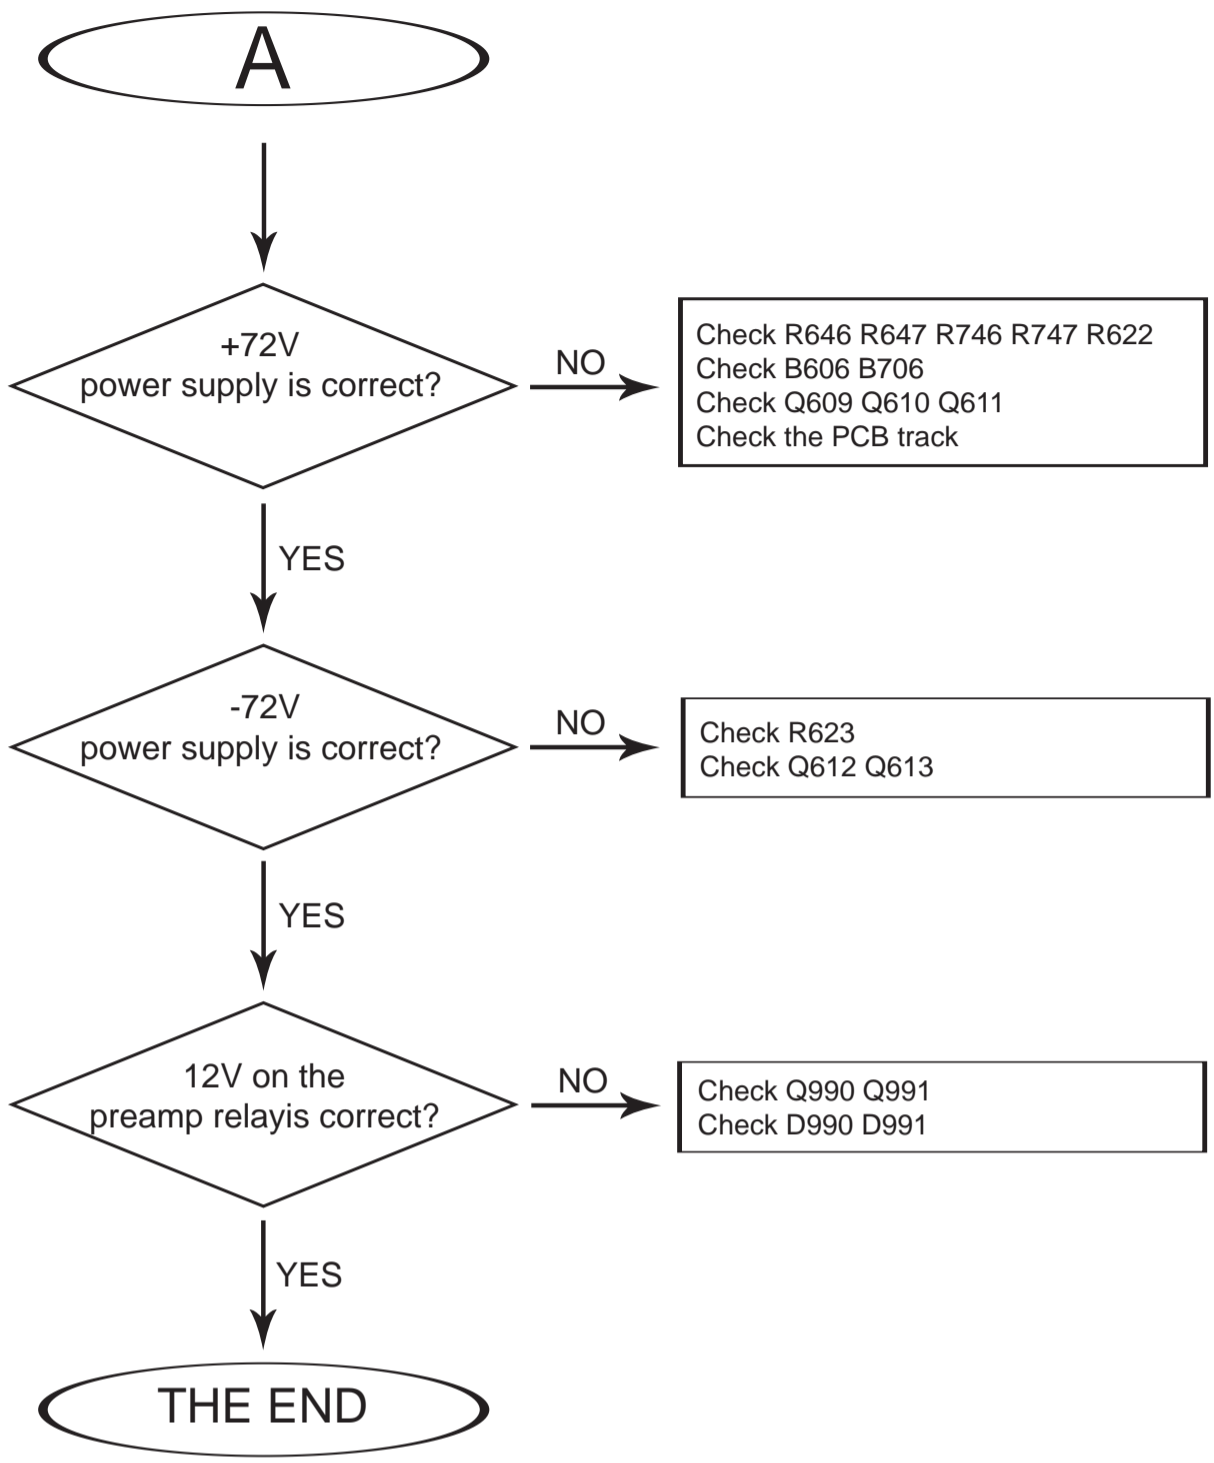 A
+72V
power supply is correct?
NO
Check R646 R647 R746 R747 R622
Check B606 B706
Check Q609 Q610 Q611
Check the PCB track
YES
-72V
power supply is correct?
NO
Check R623
Check Q612 Q613
YES
12V on the
preamp relayis correct?
NO
Check Q990 Q991
Check D990 D991
YES
THE END